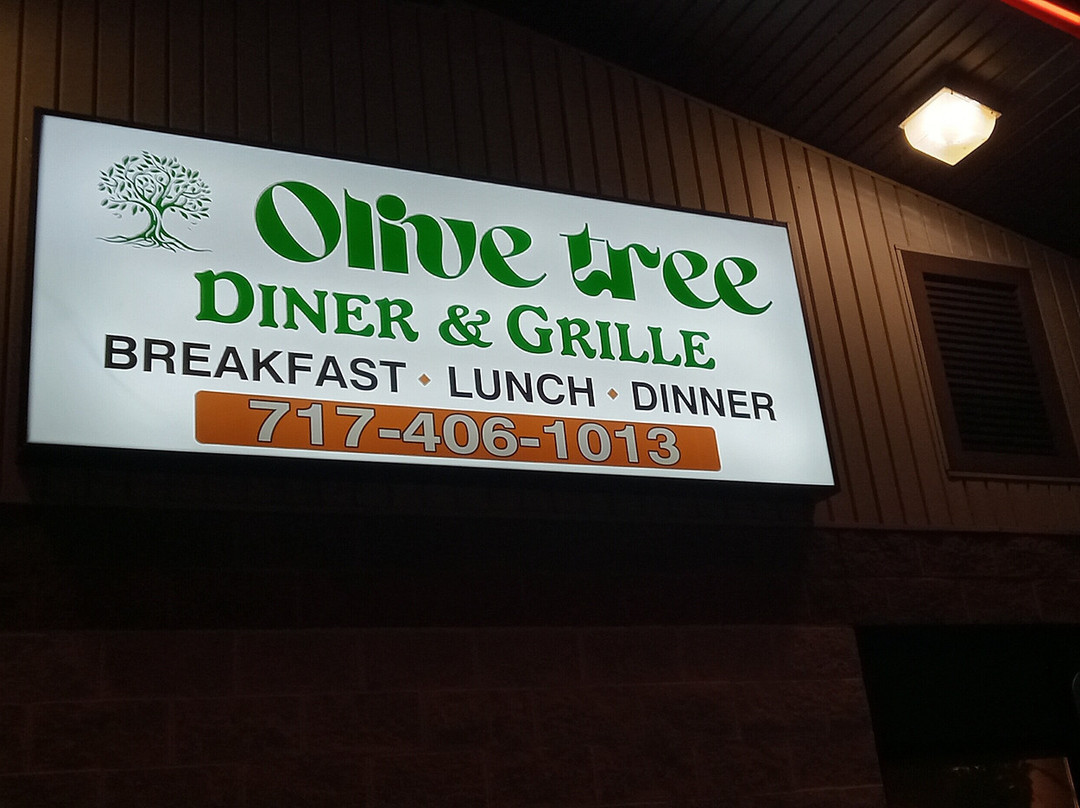 Olive tree
DINER & GRILLE
BREAKFAST · LUNCH · DINNER
717-406-1013